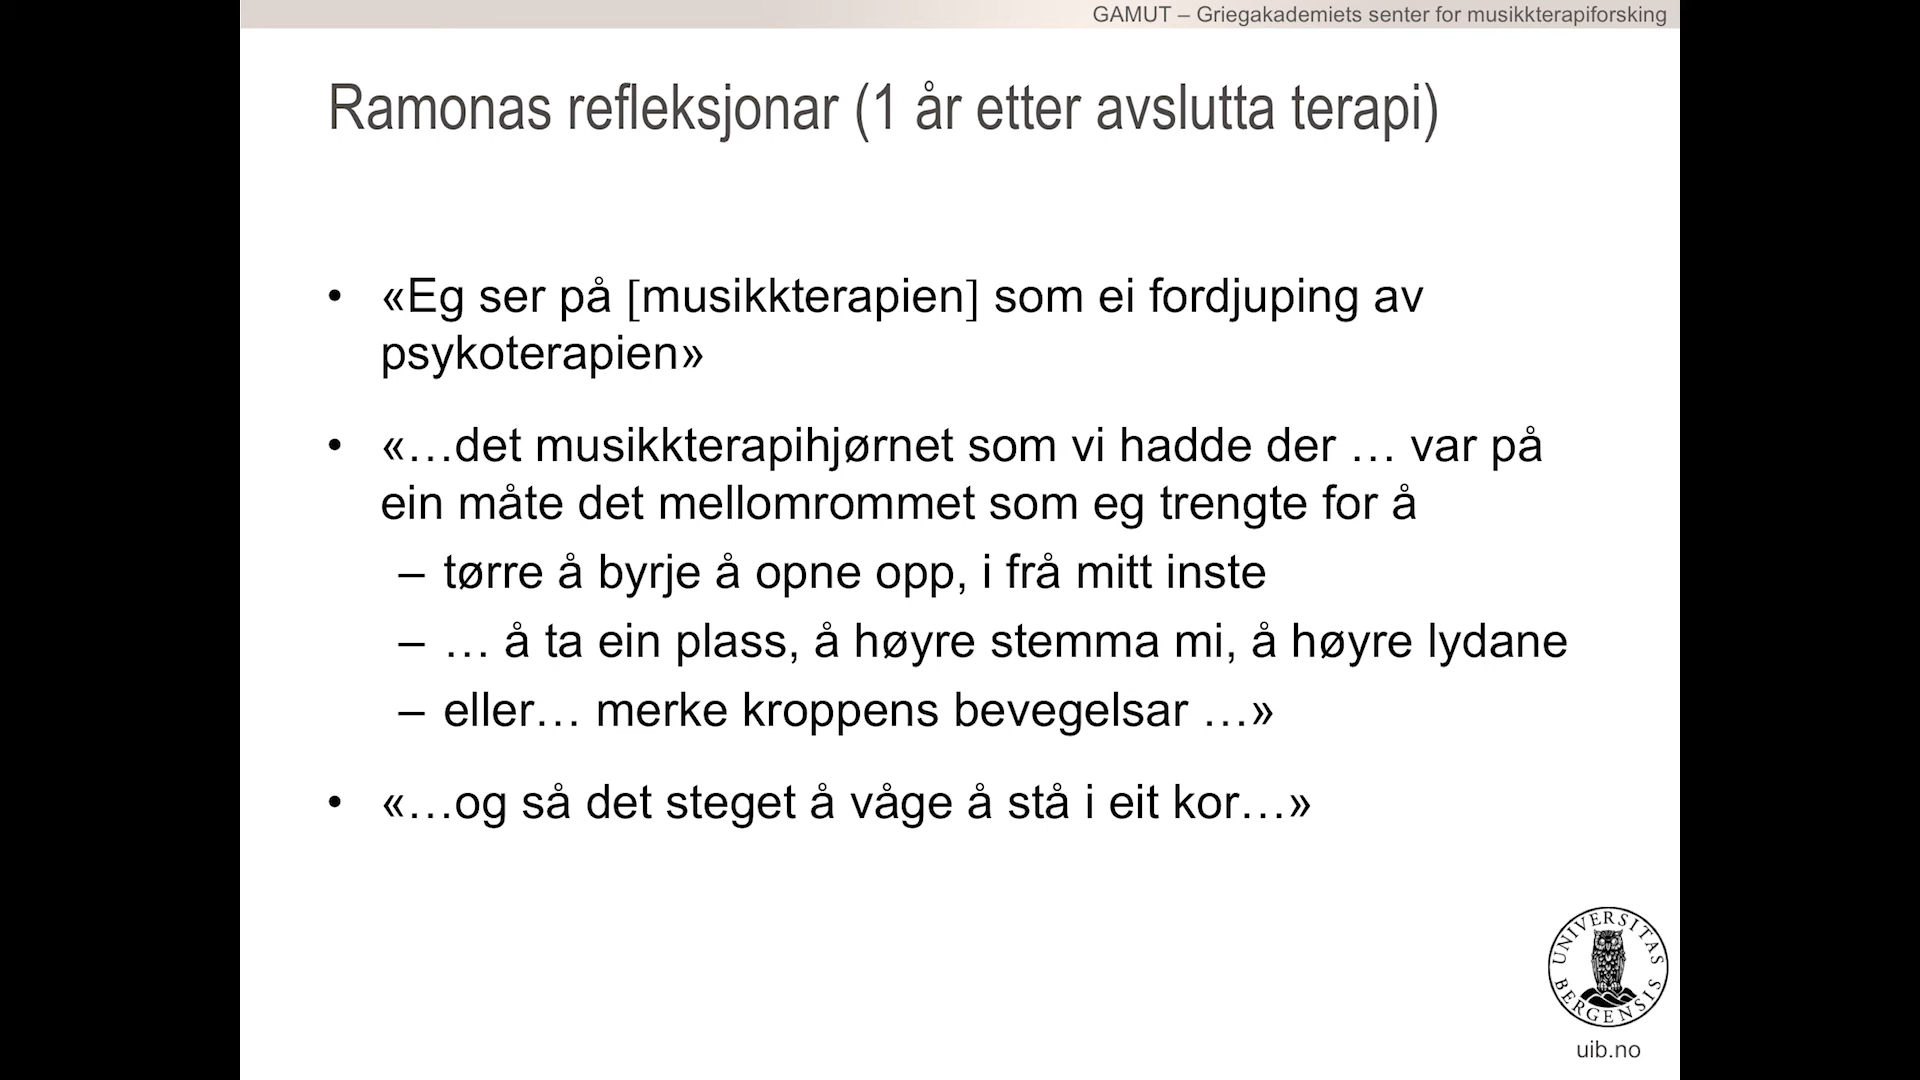 GAMUT – Griegakademiets senter for musikkterapiforsking
Ramonas refleksjonar (1 år etter avslutta terapi)
• «Eg ser på [musikkterapien] som ei fordjuping av
psykoterapien»
• «…det musikkterapihjørnet som vi hadde der … var på
ein måte det mellomrommet som eg trengte for å
– tørre å byrje å opne opp, i frå mitt inste
– … å ta ein plass, å høyre stemma mi, å høyre lydane
– eller… merke kroppens bevegelsar …»
• «…og så det steget å våge å stå i eit kor…»
UNIVERSITAS
BERGENSIS
uib.no